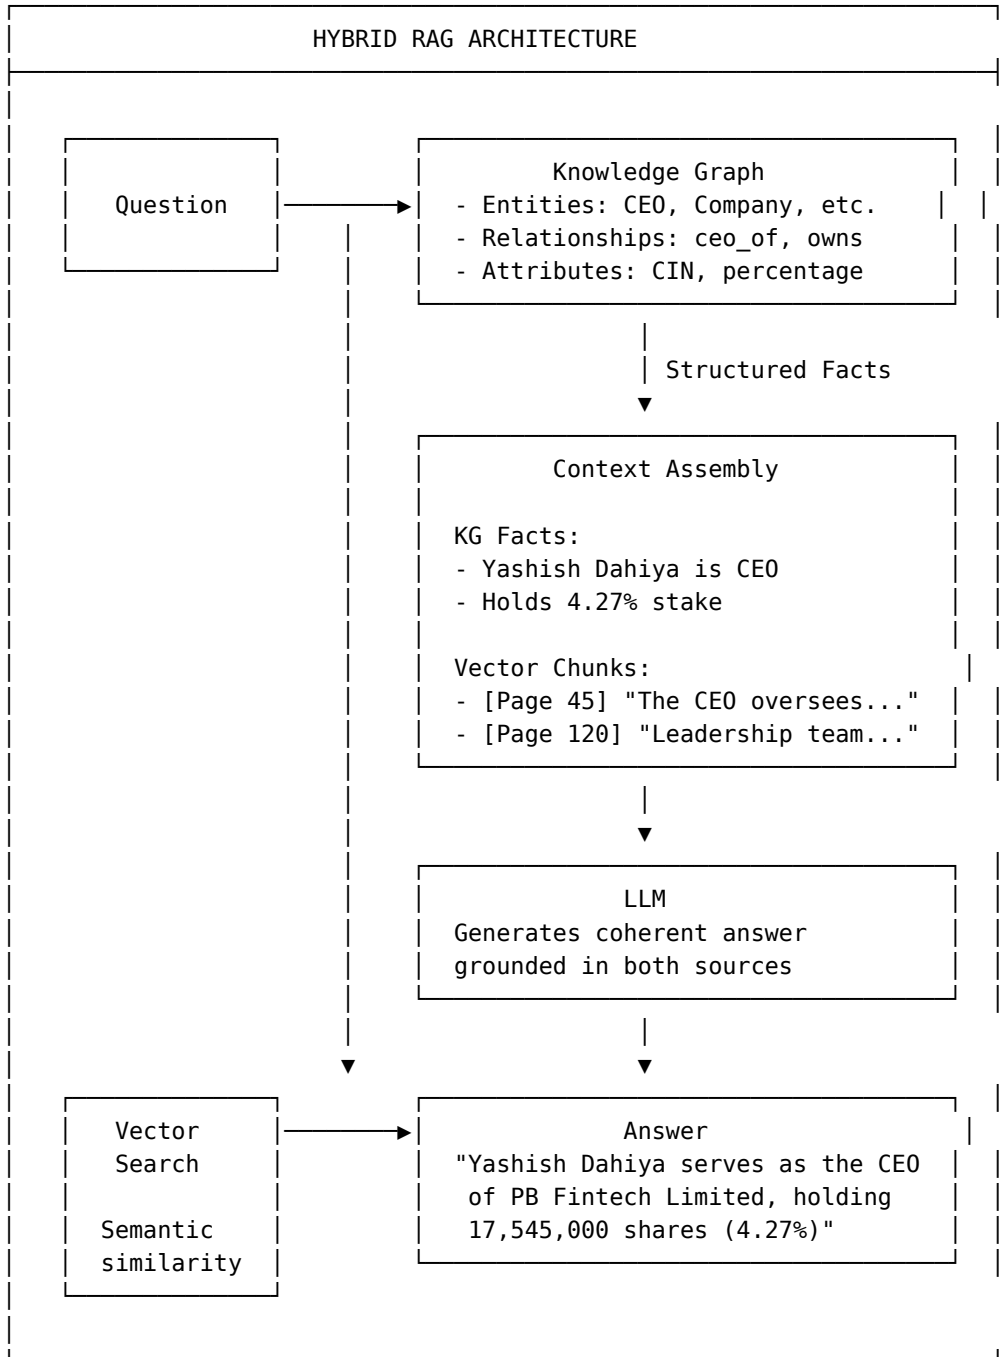 HYBRID RAG ARCHITECTURE
Question
Knowledge Graph
- Entities: CEO, Company, etc.
- Relationships: ceo_of, owns
- Attributes: CIN, percentage
Structured Facts
Context Assembly
KG Facts:
- Yashish Dahiya is CEO
- Holds 4.27% stake
Vector Chunks:
- [Page 45] "The CEO oversees..."
- [Page 120] "Leadership team..."
LLM
Generates coherent answer
grounded in both sources
Vector
Search
Semantic
similarity
Answer
"Yashish Dahiya serves as the CEO
of PB Fintech Limited, holding
17,545,000 shares (4.27%)"